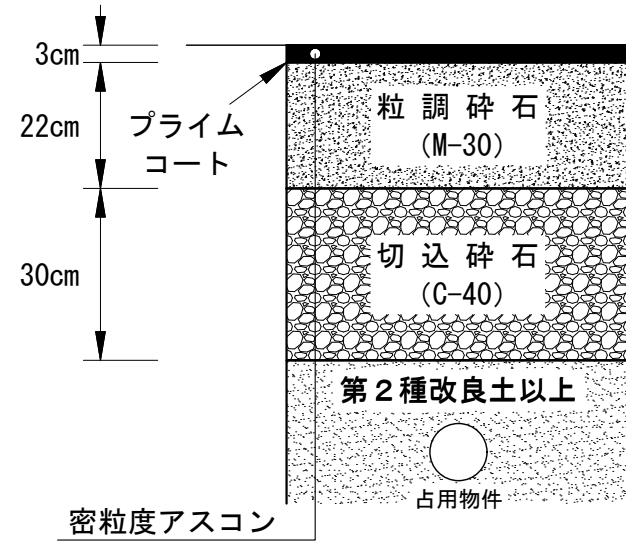 3cm
22cm
プライム
コート
粒調砕石
(M-30)
30cm
切込砕石
(C-40)
第２種改良土以上
占用物件
密粒度アスコン